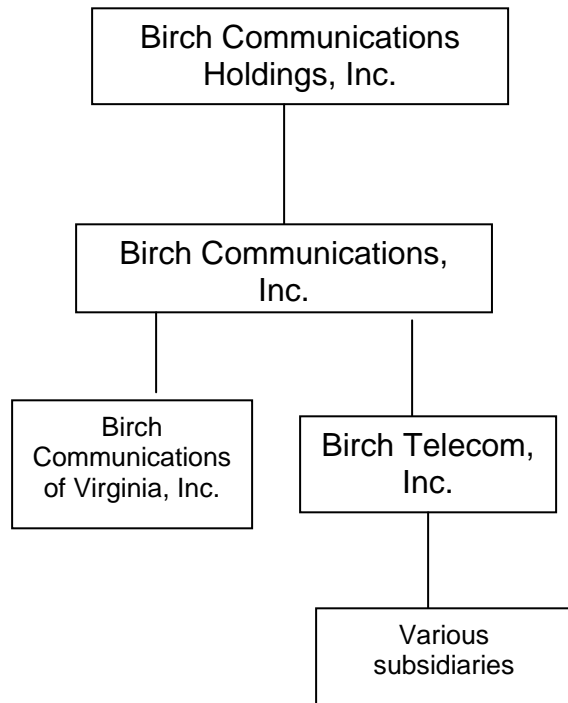 Birch Communications
Holdings, Inc.
Birch Communications,
Inc.
Birch
Communications
of Virginia, Inc.
Birch Telecom,
Inc.
Various
subsidiaries